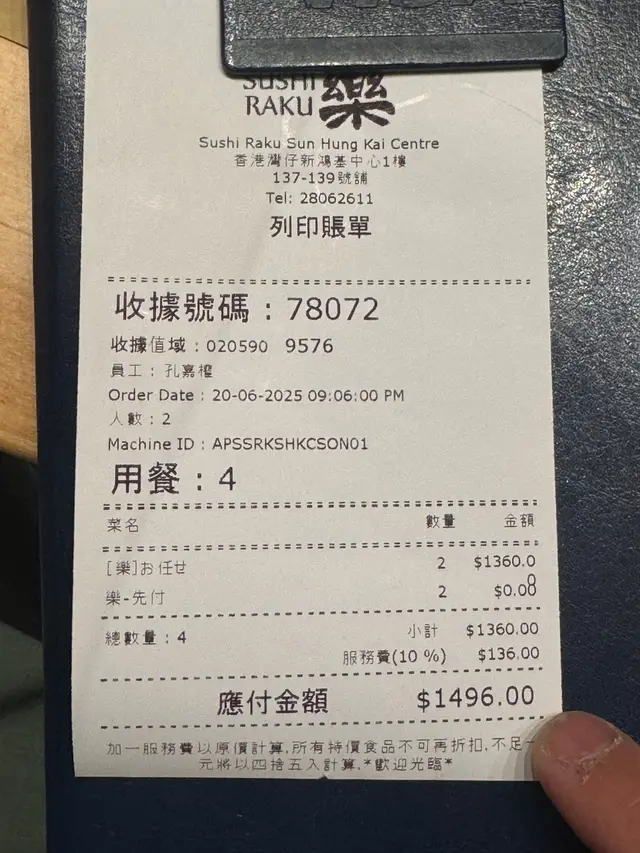 SUSHI
RAKU 樂
Sushi Raku Sun Hung Kai Centre
香港灣仔新鴻基中心1樓
137-139號舖
Tel: 28062611
列印賬單
收據號碼 : 78072
收據值域 : 020590 9576
員工 : 孔嘉權
Order Date : 20-06-2025 09:06:00 PM
人數 : 2
Machine ID : APSSRKSHKCSON01
用餐 : 4
菜名 數量 金額
[樂]お任せ 2 $1360.00
樂-先付 2 $0.00
總數量 : 4 小計 $1360.00
服務費(10 %) $136.00
應付金額 $1496.00
加一服務費以原價計算,所有特價食品不可再折扣,不足一
元將以四捨五入計算.*歡迎光臨*